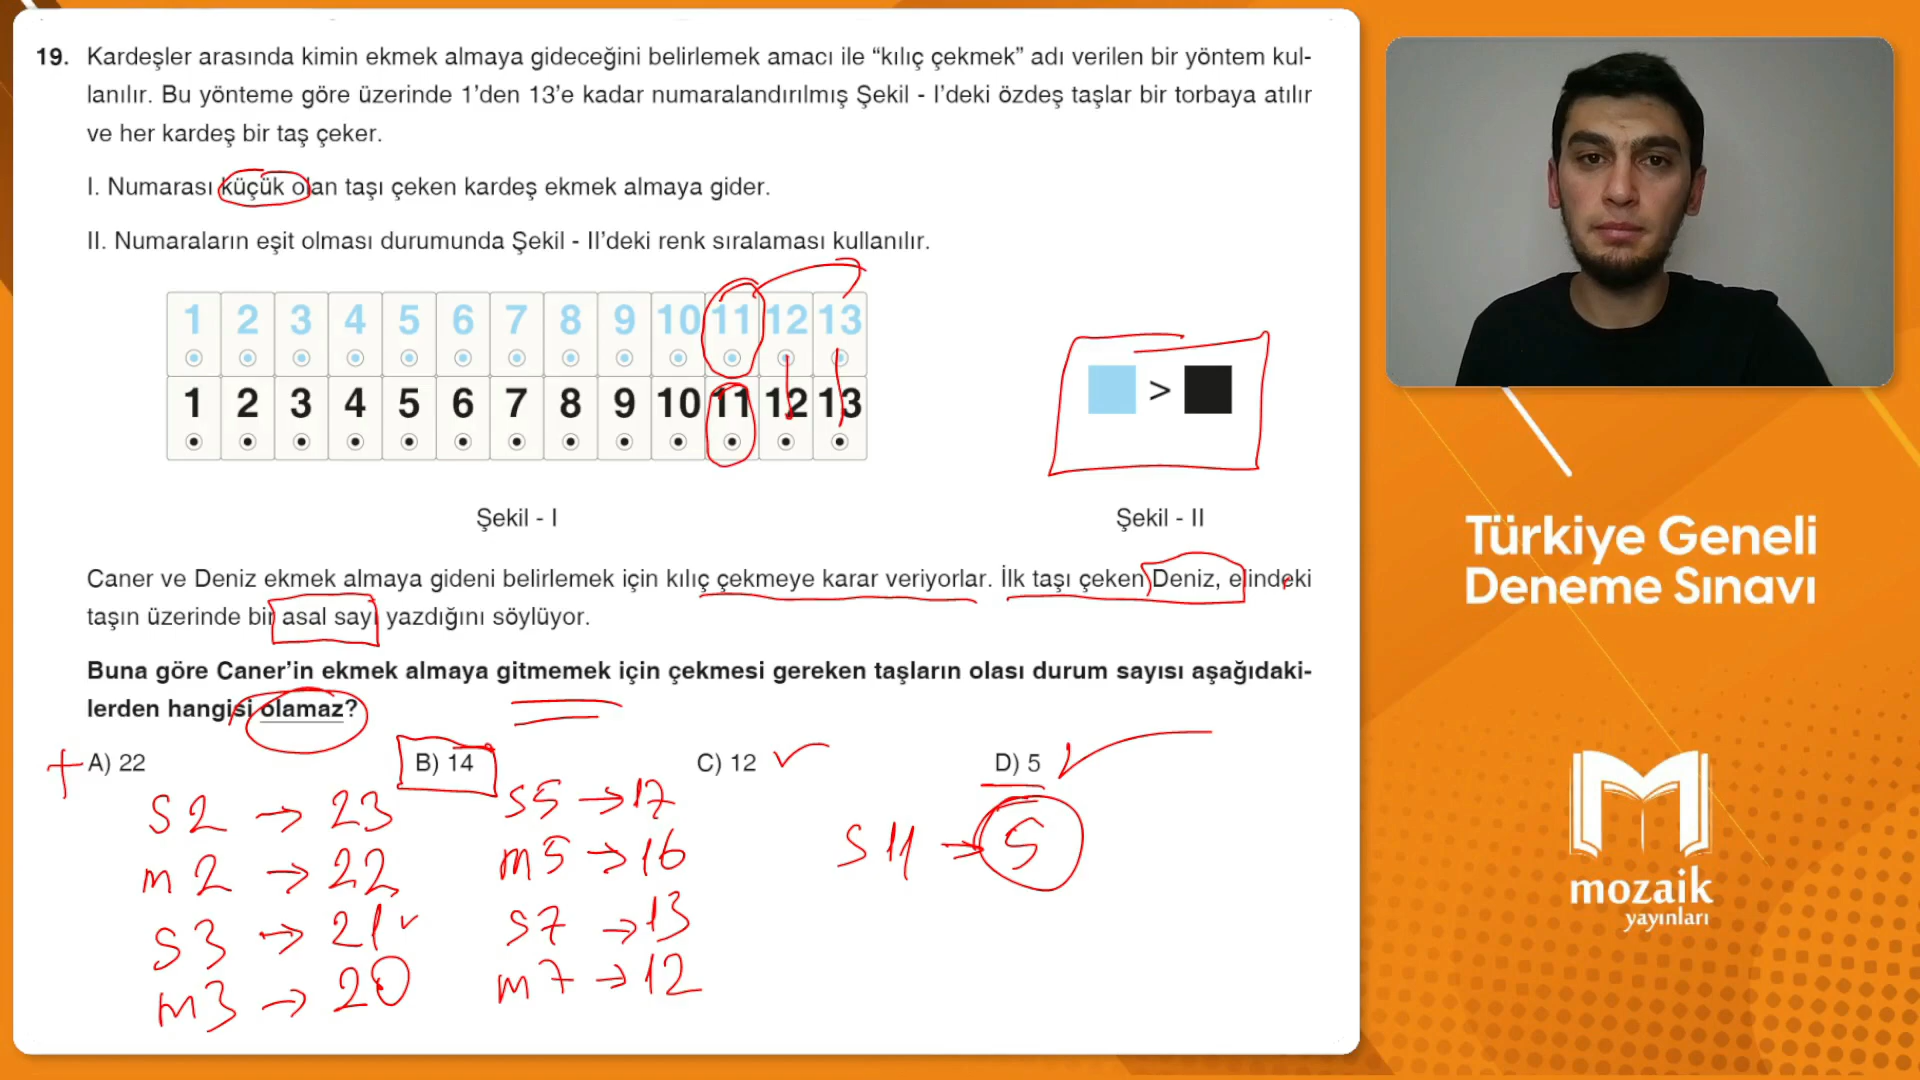 19. Kardeşler arasında kimin ekmek almaya gideceğini belirlemek amacı ile “kılıç çekmek” adı verilen bir yöntem kul-
lanılır. Bu yönteme göre üzerinde 1’den 13’e kadar numaralandırılmış Şekil - I’deki özdeş taşlar bir torbaya atılır
ve her kardeş bir taş çeker.
I. Numarası küçük olan taşı çeken kardeş ekmek almaya gider.
II. Numaraların eşit olması durumunda Şekil - II’deki renk sıralaması kullanılır.
1 2 3 4 5 6 7 8 9 10 11 12 13
1 2 3 4 5 6 7 8 9 10 11 12 13
>
Şekil - I
Şekil - II
Caner ve Deniz ekmek almaya gideni belirlemek için kılıç çekmeye karar veriyorlar. İlk taşı çeken Deniz, elindeki
taşın üzerinde bir asal sayı yazdığını söylüyor.
Buna göre Caner’in ekmek almaya gitmemek için çekmesi gereken taşların olası durum sayısı aşağıdaki-
lerden hangisi olamaz?
A) 22 B) 14 C) 12 D) 5
S2 → 23
m2 → 22
S3 → 21
m3 → 20
S5 → 17
m5 → 16
S7 → 13
m7 → 12
S11 → 5
Türkiye Geneli
Deneme Sınavı
mozaik
yayınları